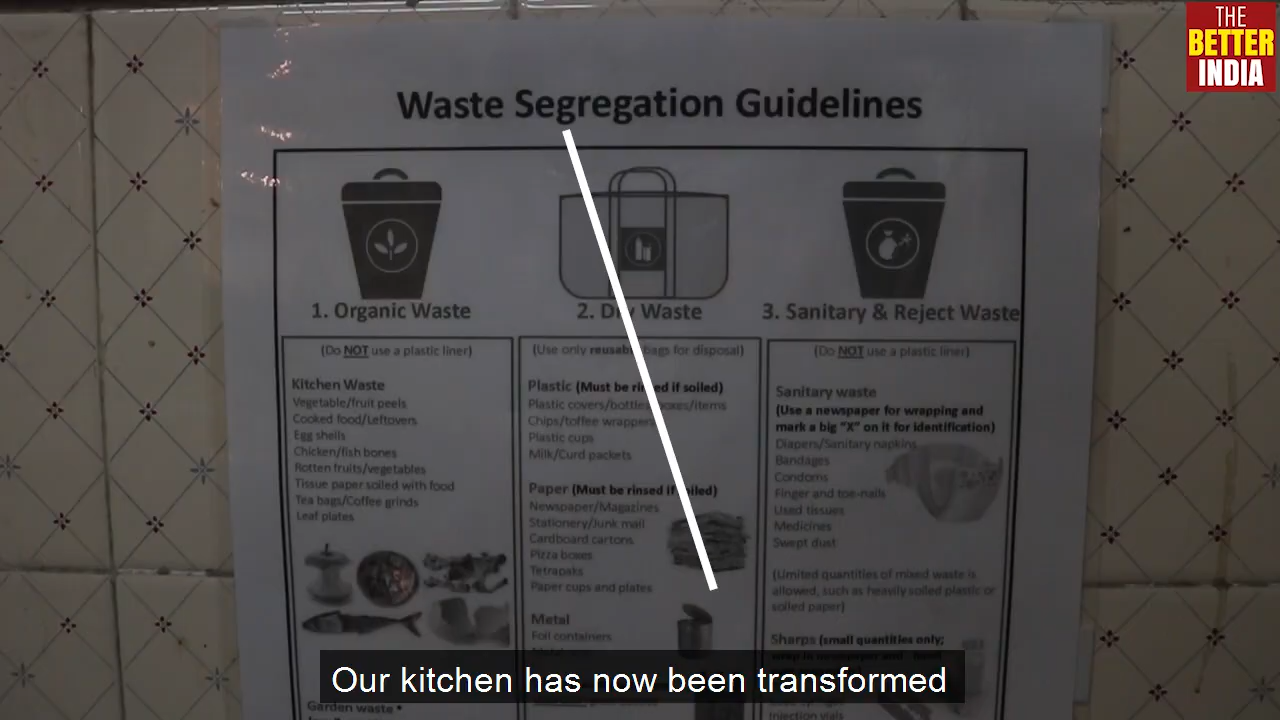 THE
BETTER
INDIA
Waste Segregation Guidelines
1. Organic Waste
(Do NOT use a plastic liner)
Kitchen Waste
Vegetable/fruit peels
Cooked food/Leftovers
Egg shells
Chicken/fish bones
Rotten fruits/vegetables
Tissue paper soiled with food
Tea bags/Coffee grinds
Leaf plates
Garden waste
2. Dry Waste
(Use only reusable bags for disposal)
Plastic (Must be rinsed if soiled)
Plastic covers/bottles/boxes/items
Chips/toffee wrappers
Plastic cups
Milk/Curd packets
Paper (Must be rinsed if soiled)
Newspaper/Magazines
Stationery/Junk mail
Cardboard cartons
Pizza boxes
Tetrapaks
Paper cups and plates
Metal
Foil containers
3. Sanitary & Reject Waste
(Do NOT use a plastic liner)
Sanitary waste
(Use a newspaper for wrapping and
mark a big "X" on it for identification)
Diapers/Sanitary napkins
Bandages
Condoms
Finger and toe-nails
Used tissues
Medicines
Swept dust
(Limited quantities of mixed waste is
allowed, such as heavily soiled plastic or
soiled paper)
Sharps (small quantities only;
Injection vials
Our kitchen has now been transformed